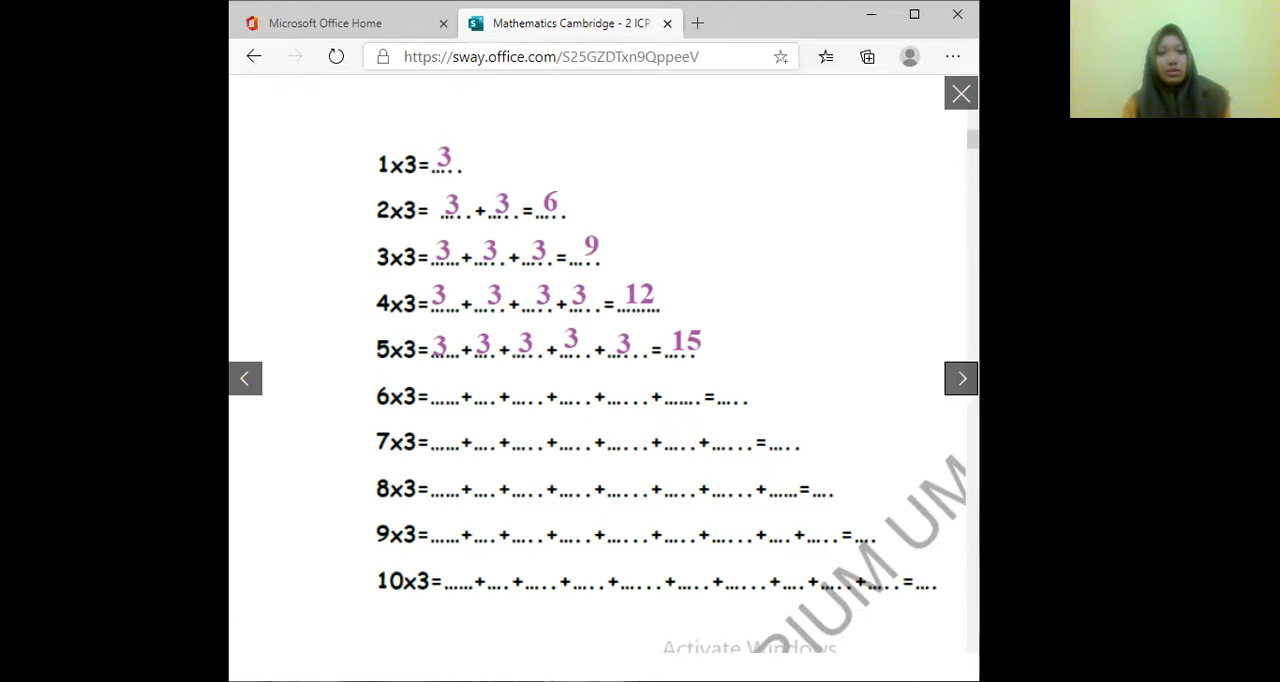 Microsoft Office Home
Mathematics Cambridge - 2 ICP
https://sway.office.com/S25GZDTxn9QppeeV
1x3=3.....
2x3= 3.....+3.....=6.....
3x3=3......+3.....+3.....=9.....
4x3=3......+3.....+3.....+3.....=12.........
5x3=3......+3....+3.....+3.....+3......=15.....
6x3=......+....+.....+.....+......+.......=.....
7x3=......+....+.....+.....+......+.....+......=.....
8x3=......+....+.....+.....+......+.....+......+......=....
9x3=......+....+.....+.....+......+.....+......+....+.....=....
10x3=......+....+.....+.....+......+.....+......+....+.....+.....=....
RIUM UM
Activate Windows